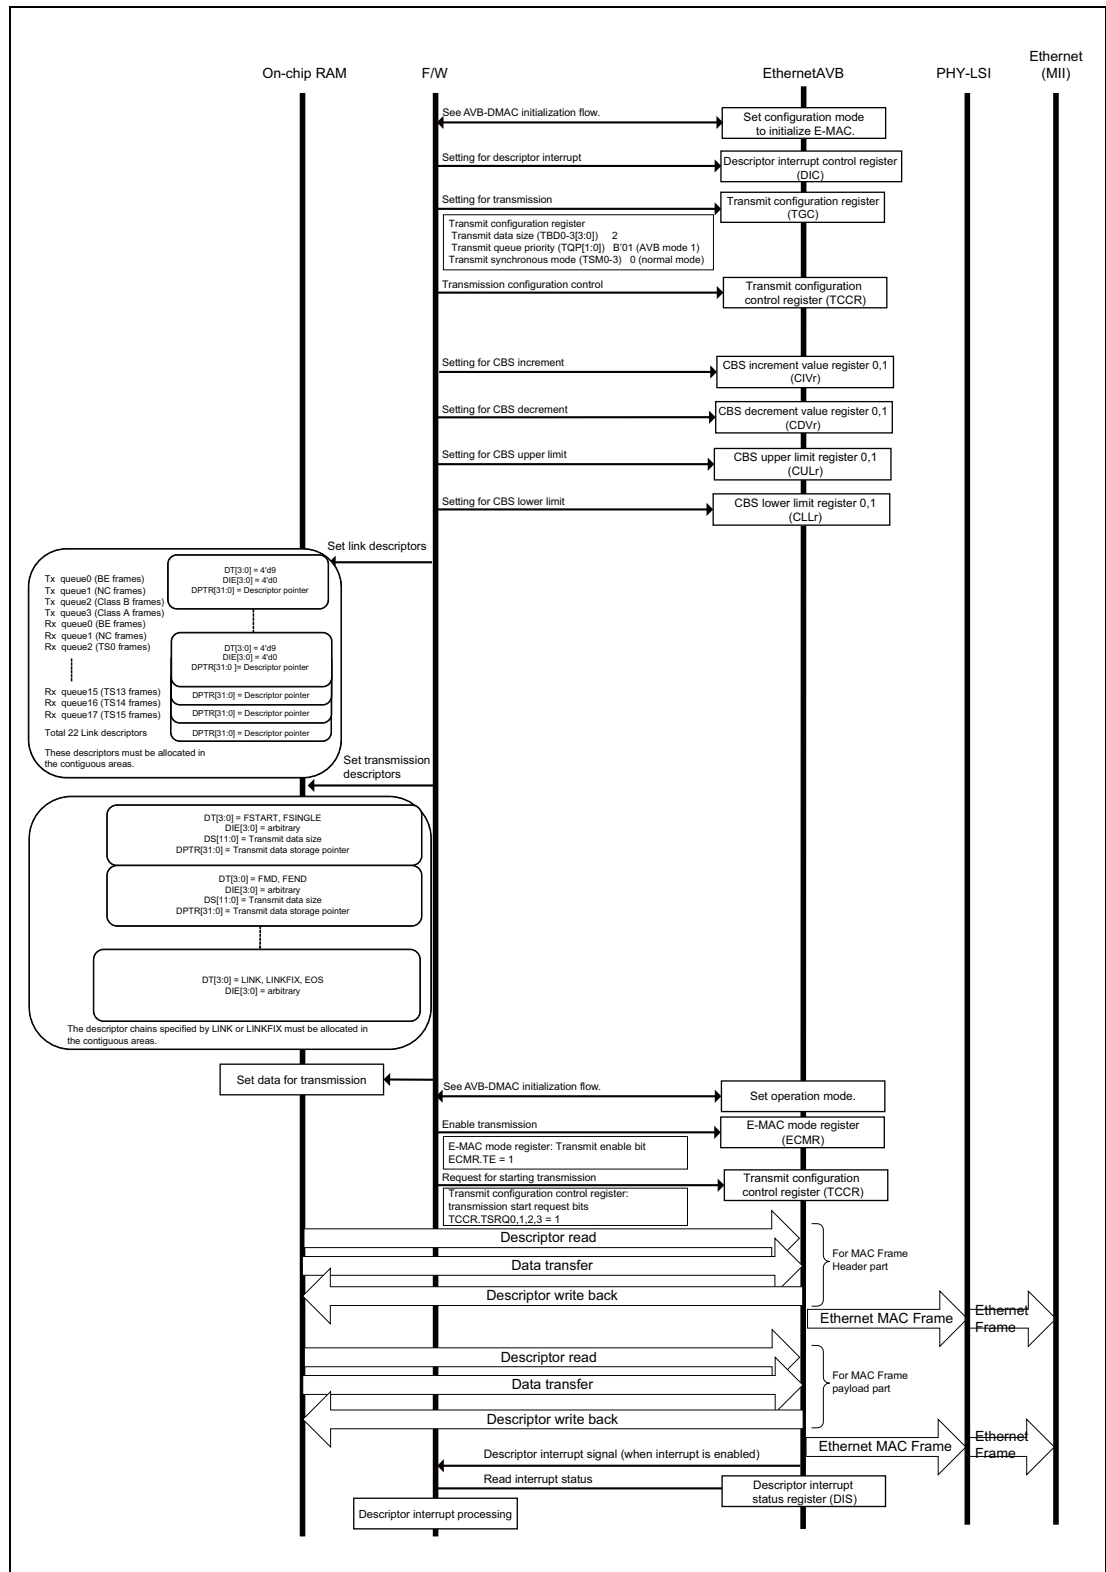 Ethernet
(MII)
On-chip RAM
F/W
EthernetAVB
PHY-LSI
See AVB-DMAC initialization flow.
Set configuration mode
to initialize E-MAC.
Setting for descriptor interrupt
Descriptor interrupt control register
(DIC)
Setting for transmission
Transmit configuration register
(TGC)
Transmit configuration register
Transmit data size (TBD0-3[3:0]) 2
Transmit queue priority (TQP[1:0]) B'01 (AVB mode 1)
Transmit synchronous mode (TSM0-3) 0 (normal mode)
Transmission configuration control
Transmit configuration
control register (TCCR)
Setting for CBS increment
CBS increment value register 0,1
(CIVr)
Setting for CBS decrement
CBS decrement value register 0,1
(CDVr)
Setting for CBS upper limit
CBS upper limit register 0,1
(CULr)
Setting for CBS lower limit
CBS lower limit register 0,1
(CLLr)
Set link descriptors
DT[3:0] = 4'd9
DIE[3:0] = 4'd0
DPTR[31:0] = Descriptor pointer
Tx queue0 (BE frames)
Tx queue1 (NC frames)
Tx queue2 (Class B frames)
Tx queue3 (Class A frames)
Rx queue0 (BE frames)
Rx queue1 (NC frames)
Rx queue2 (TS0 frames)
DT[3:0] = 4'd9
DIE[3:0] = 4'd0
DPTR[31:0 ]= Descriptor pointer
Rx queue15 (TS13 frames)
Rx queue16 (TS14 frames)
Rx queue17 (TS15 frames)
DPTR[31:0] = Descriptor pointer
DPTR[31:0] = Descriptor pointer
DPTR[31:0] = Descriptor pointer
Total 22 Link descriptors
These descriptors must be allocated in
the contiguous areas.
Set transmission
descriptors
DT[3:0] = FSTART, FSINGLE
DIE[3:0] = arbitrary
DS[11:0] = Transmit data size
DPTR[31:0] = Transmit data storage pointer
DT[3:0] = FMD, FEND
DIE[3:0] = arbitrary
DS[11:0] = Transmit data size
DPTR[31:0] = Transmit data storage pointer
DT[3:0] = LINK, LINKFIX, EOS
DIE[3:0] = arbitrary
The descriptor chains specified by LINK or LINKFIX must be allocated in
the contiguous areas.
Set data for transmission
See AVB-DMAC initialization flow.
Set operation mode.
Enable transmission
E-MAC mode register
(ECMR)
E-MAC mode register: Transmit enable bit
ECMR.TE = 1
Request for starting transmission
Transmit configuration
control register (TCCR)
Transmit configuration control register:
transmission start request bits
TCCR.TSRQ0,1,2,3 = 1
Descriptor read
Data transfer
Descriptor write back
For MAC Frame
Header part
Ethernet MAC Frame
Ethernet
Frame
Descriptor read
Data transfer
Descriptor write back
For MAC Frame
payload part
Ethernet MAC Frame
Ethernet
Frame
Descriptor interrupt signal (when interrupt is enabled)
Read interrupt status
Descriptor interrupt
status register (DIS)
Descriptor interrupt processing